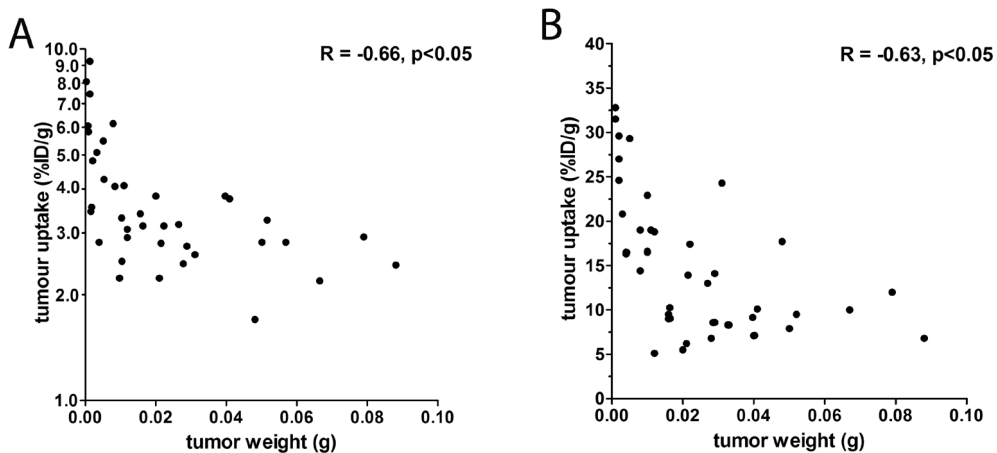 A
R = -0.66, p<0.05
tumour uptake (%ID/g)
10.0
9.0
8.0
7.0
6.0
5.0
4.0
3.0
2.0
1.0
0.00 0.02 0.04 0.06 0.08 0.10
tumor weight (g)
B
R = -0.63, p<0.05
tumour uptake (%ID/g)
40
35
30
25
20
15
10
5
0
0.00 0.02 0.04 0.06 0.08 0.10
tumor weight (g)